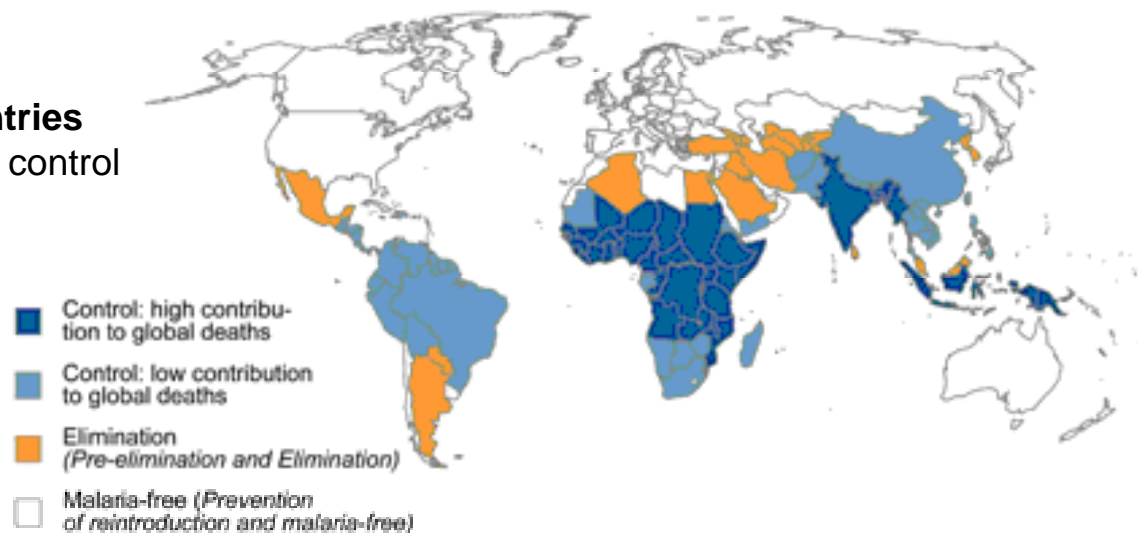 ntries
control
Control: high contribu-
tion to global deaths
Control: low contribution
to global deaths
Elimination
(Pre-elimination and Elimination)
Malaria-free (Prevention
of reintroduction and malaria-free)